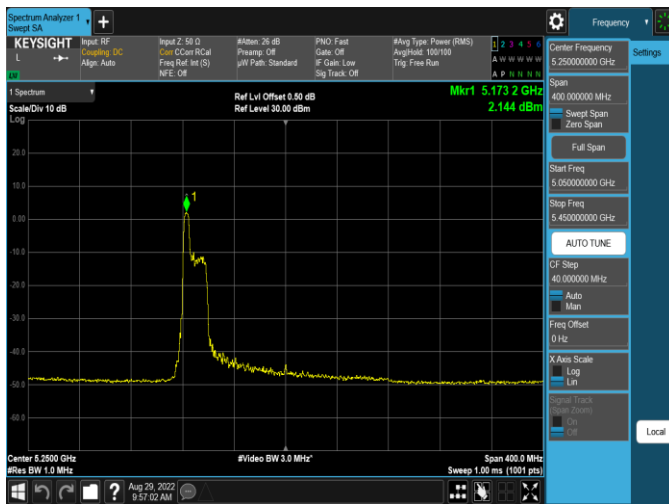 Spectrum Analyzer 1
Swept SA
Frequency
KEYSIGHT
L
Input: RF
Coupling: DC
Align: Auto
Input Z: 50 Ω
Corr CCorr RCal
Freq Ref: Int (S)
NFE: Off
#Atten: 26 dB
Preamp: Off
µW Path: Standard
PNO: Fast
Gate: Off
IF Gain: Low
Sig Track: Off
#Avg Type: Power (RMS)
Avg|Hold: 100/100
Trig: Free Run
1 2 3 4 5 6
A W W W W W
A P N N N N
Settings
Center Frequency
5.250000000 GHz
Span
400.000000 MHz
Swept Span
Zero Span
Full Span
Start Freq
5.050000000 GHz
Stop Freq
5.450000000 GHz
AUTO TUNE
CF Step
40.000000 MHz
Auto
Man
Freq Offset
0 Hz
X Axis Scale
Log
Lin
Signal Track
(Span Zoom)
On
Off
Local
1 Spectrum
Scale/Div 10 dB
Log
Ref Lvl Offset 0.50 dB
Ref Level 30.00 dBm
Mkr1 5.173 2 GHz
2.144 dBm
1
20.0
10.0
0.00
-10.0
-20.0
-30.0
-40.0
-50.0
-60.0
Center 5.2500 GHz
#Res BW 1.0 MHz
#Video BW 3.0 MHz*
Span 400.0 MHz
Sweep 1.00 ms (1001 pts)
?
Aug 29, 2022
9:57:02 AM